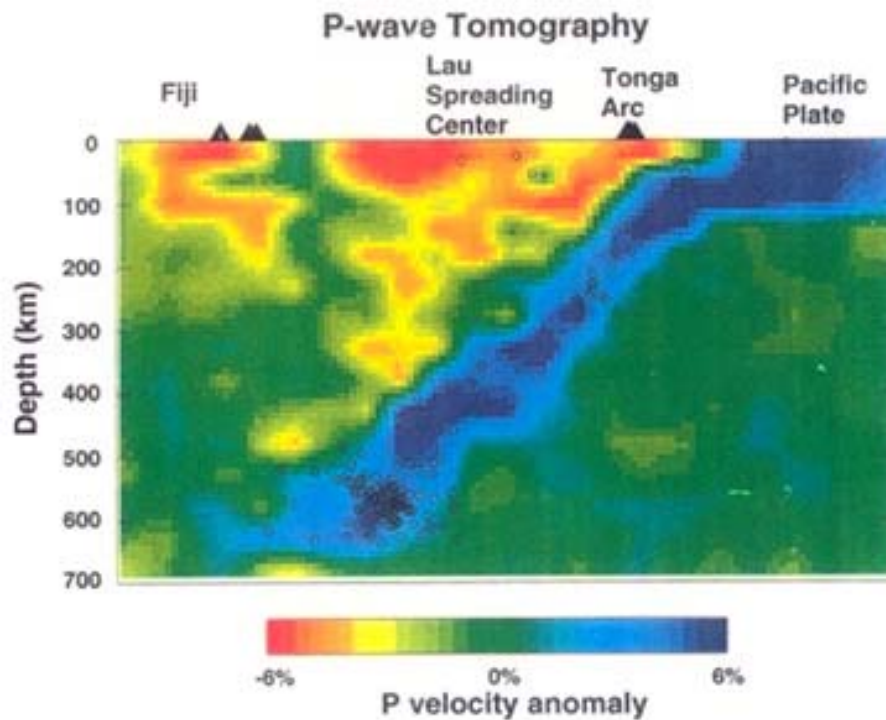 P-wave Tomography
Fiji
Lau
Spreading
Center
Tonga
Arc
Pacific
Plate
Depth (km)
0
100
200
300
400
500
600
700
-6%
0%
6%
P velocity anomaly